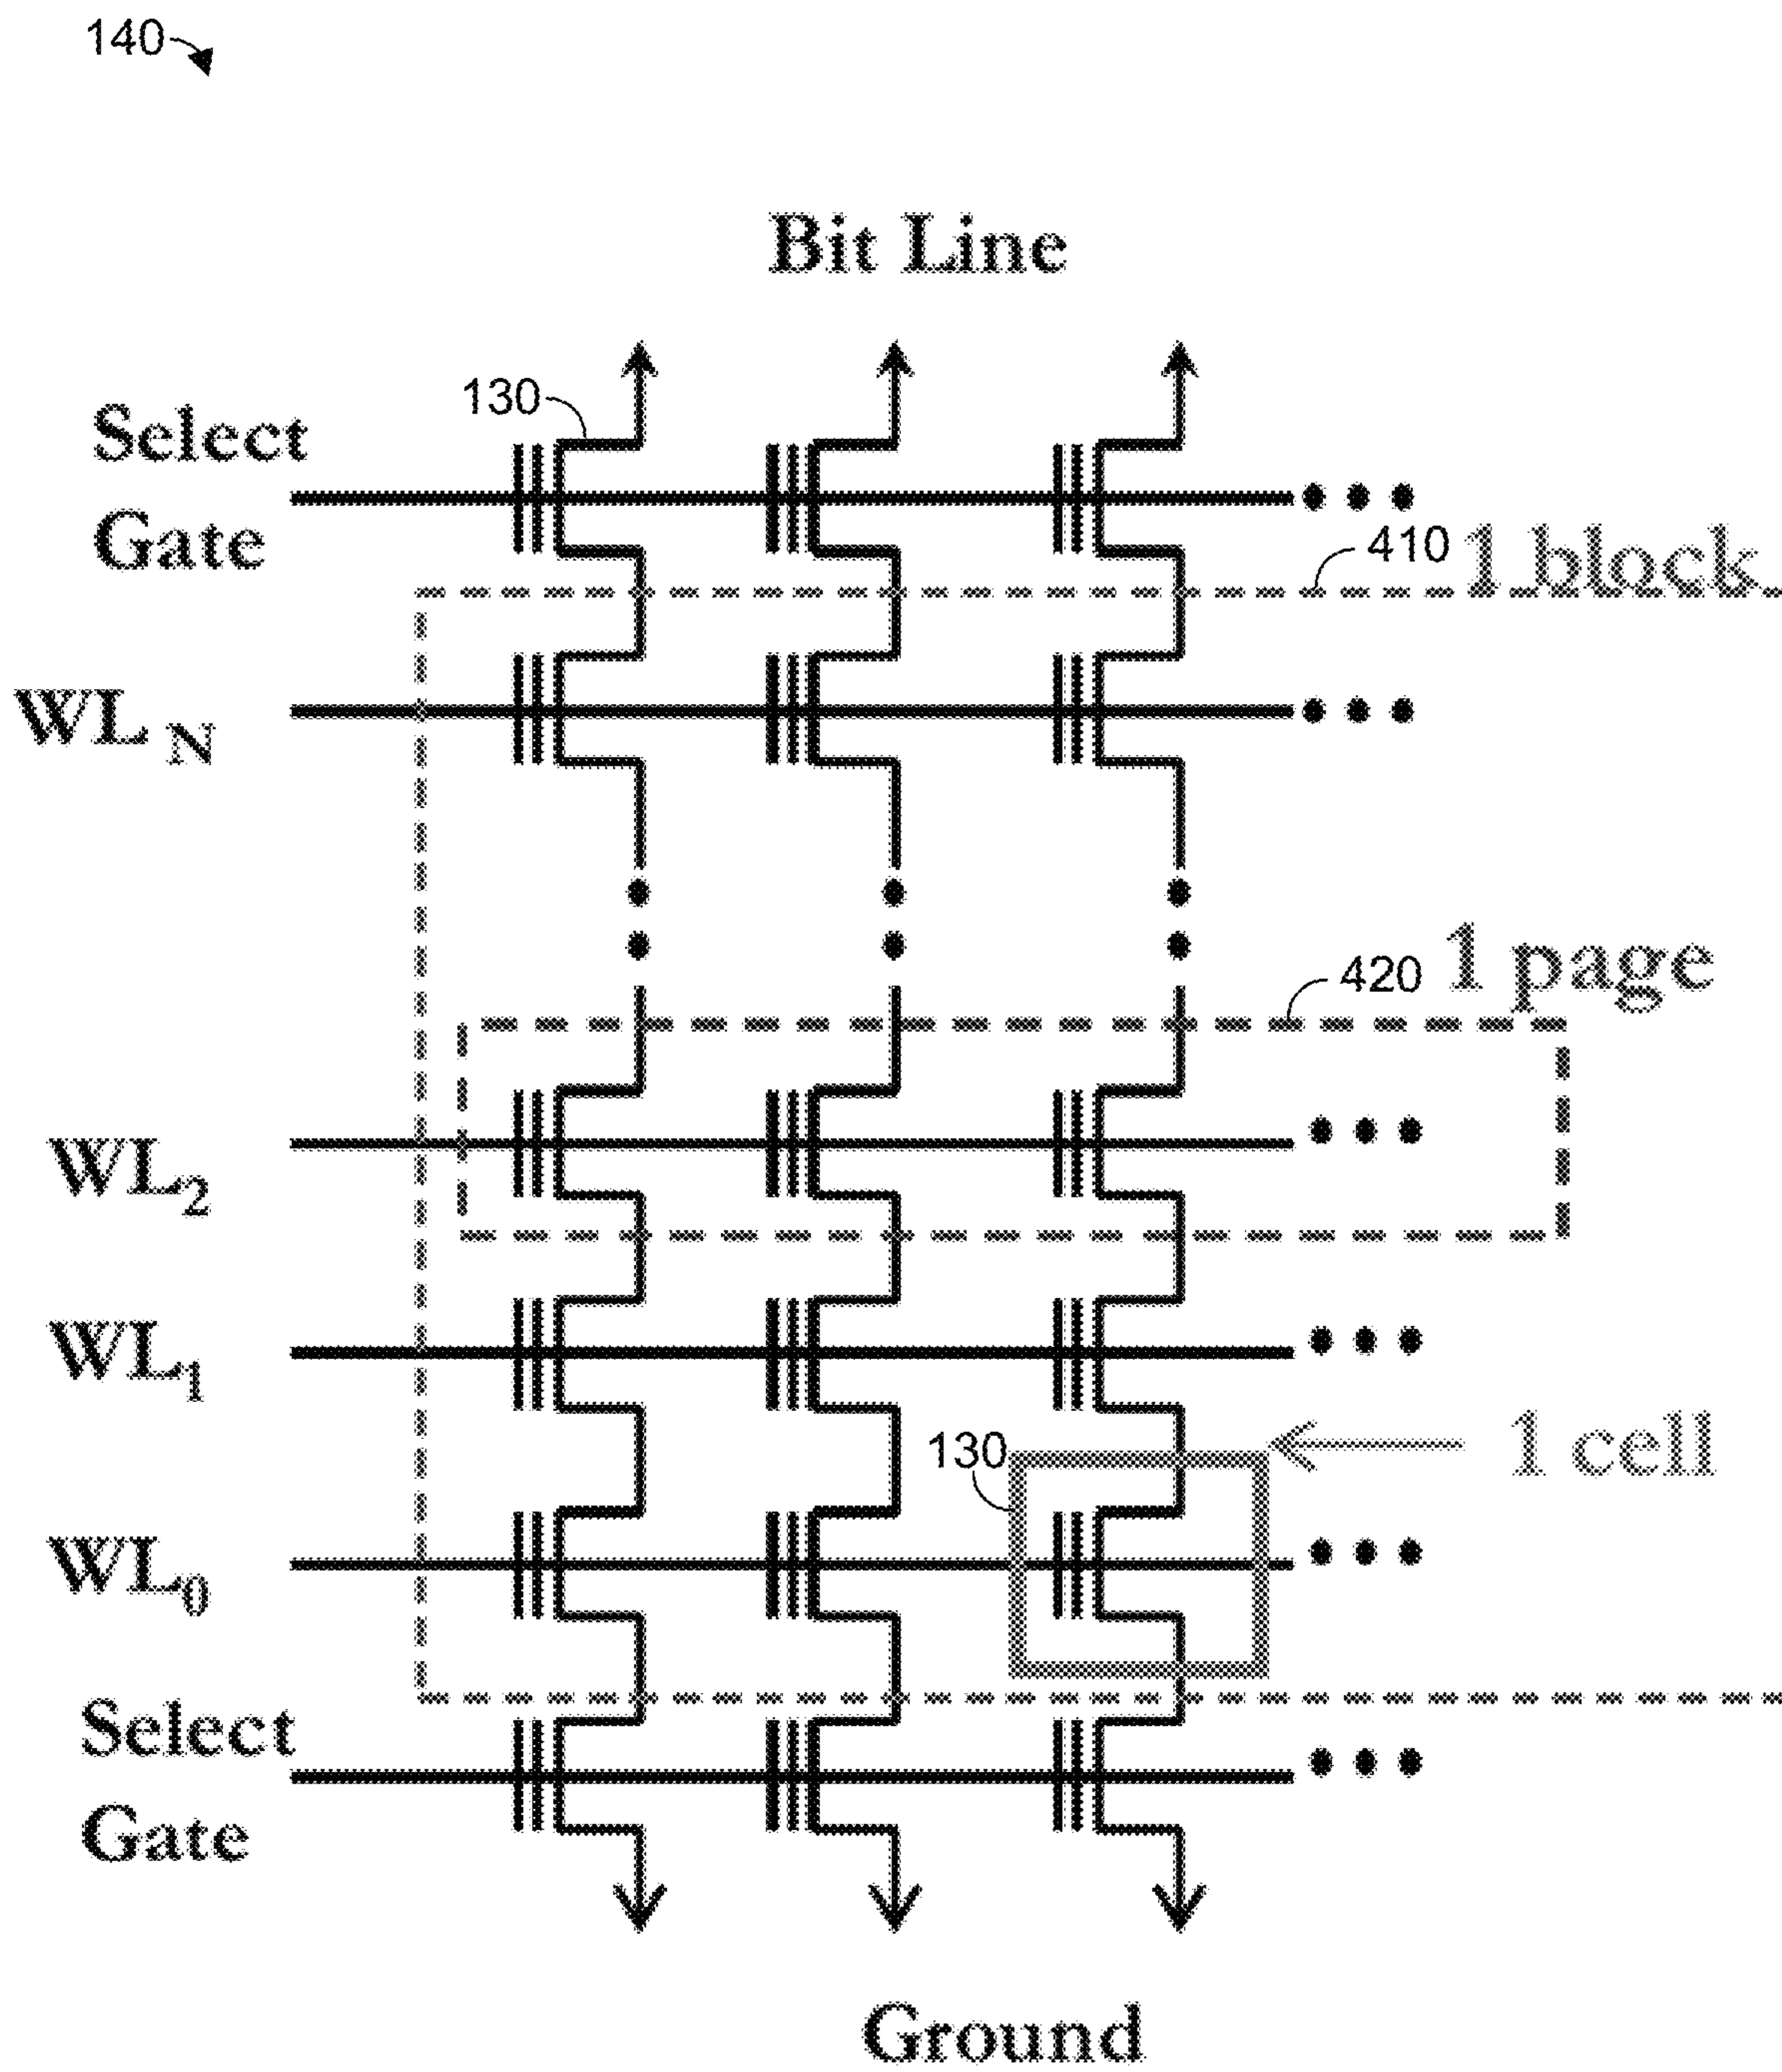 140
Bit Line
130
Select
Gate
410 1 block
WL N
420 1 page
WL2
WL1
130 1 cell
WL0
Select
Gate
Ground